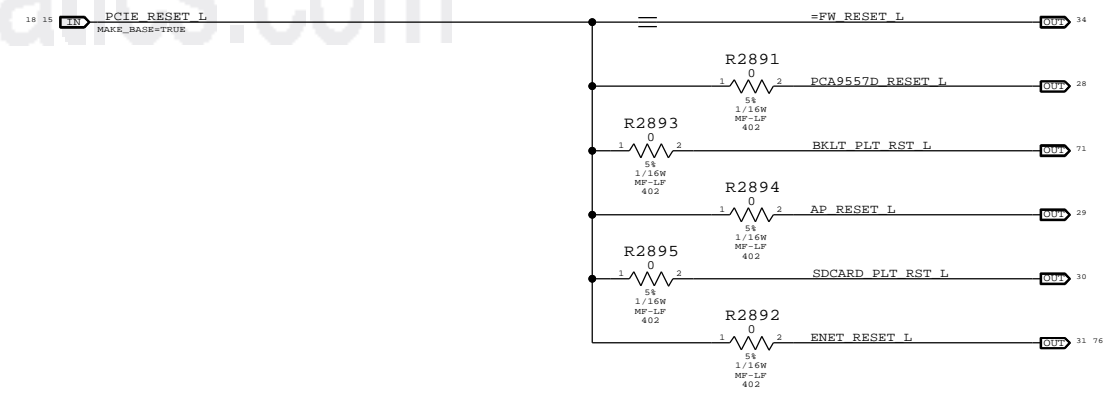 atics.com
18 15 IN PCIE_RESET_L
MAKE_BASE=TRUE
=FW_RESET_L OUT 34
R2891
0
1 2 PCA9557D_RESET_L OUT 28
5%
1/16W
MF-LF
402
R2893
0
1 2 BKLT_PLT_RST_L OUT 71
5%
1/16W
MF-LF
402
R2894
0
1 2 AP_RESET_L OUT 29
5%
1/16W
MF-LF
402
R2895
0
1 2 SDCARD_PLT_RST_L OUT 30
5%
1/16W
MF-LF
402
R2892
0
1 2 ENET_RESET_L OUT 31 76
5%
1/16W
MF-LF
402